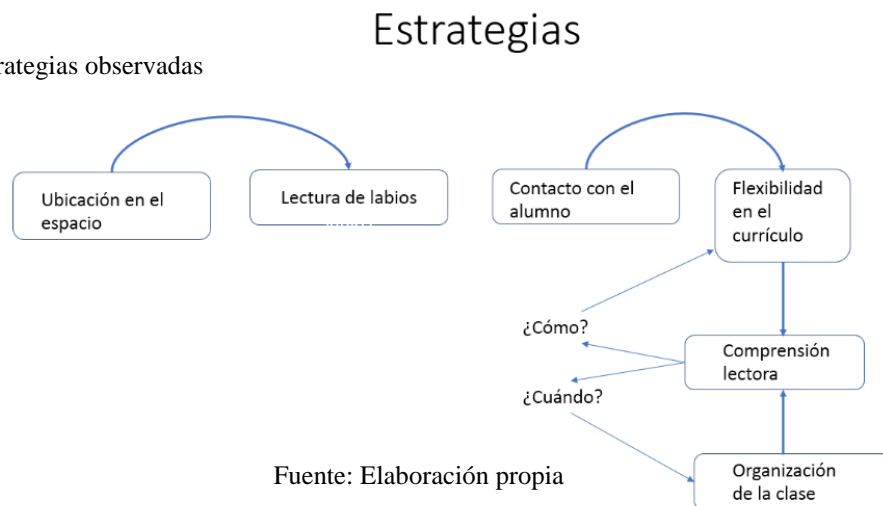 Estrategias
rategias observadas
Ubicación en el
espacio
Lectura de labios
Contacto con el
alumno
Flexibilidad
en el
currículo
¿Cómo?
Comprensión
lectora
¿Cuándo?
Organización
de la clase
Fuente: Elaboración propia